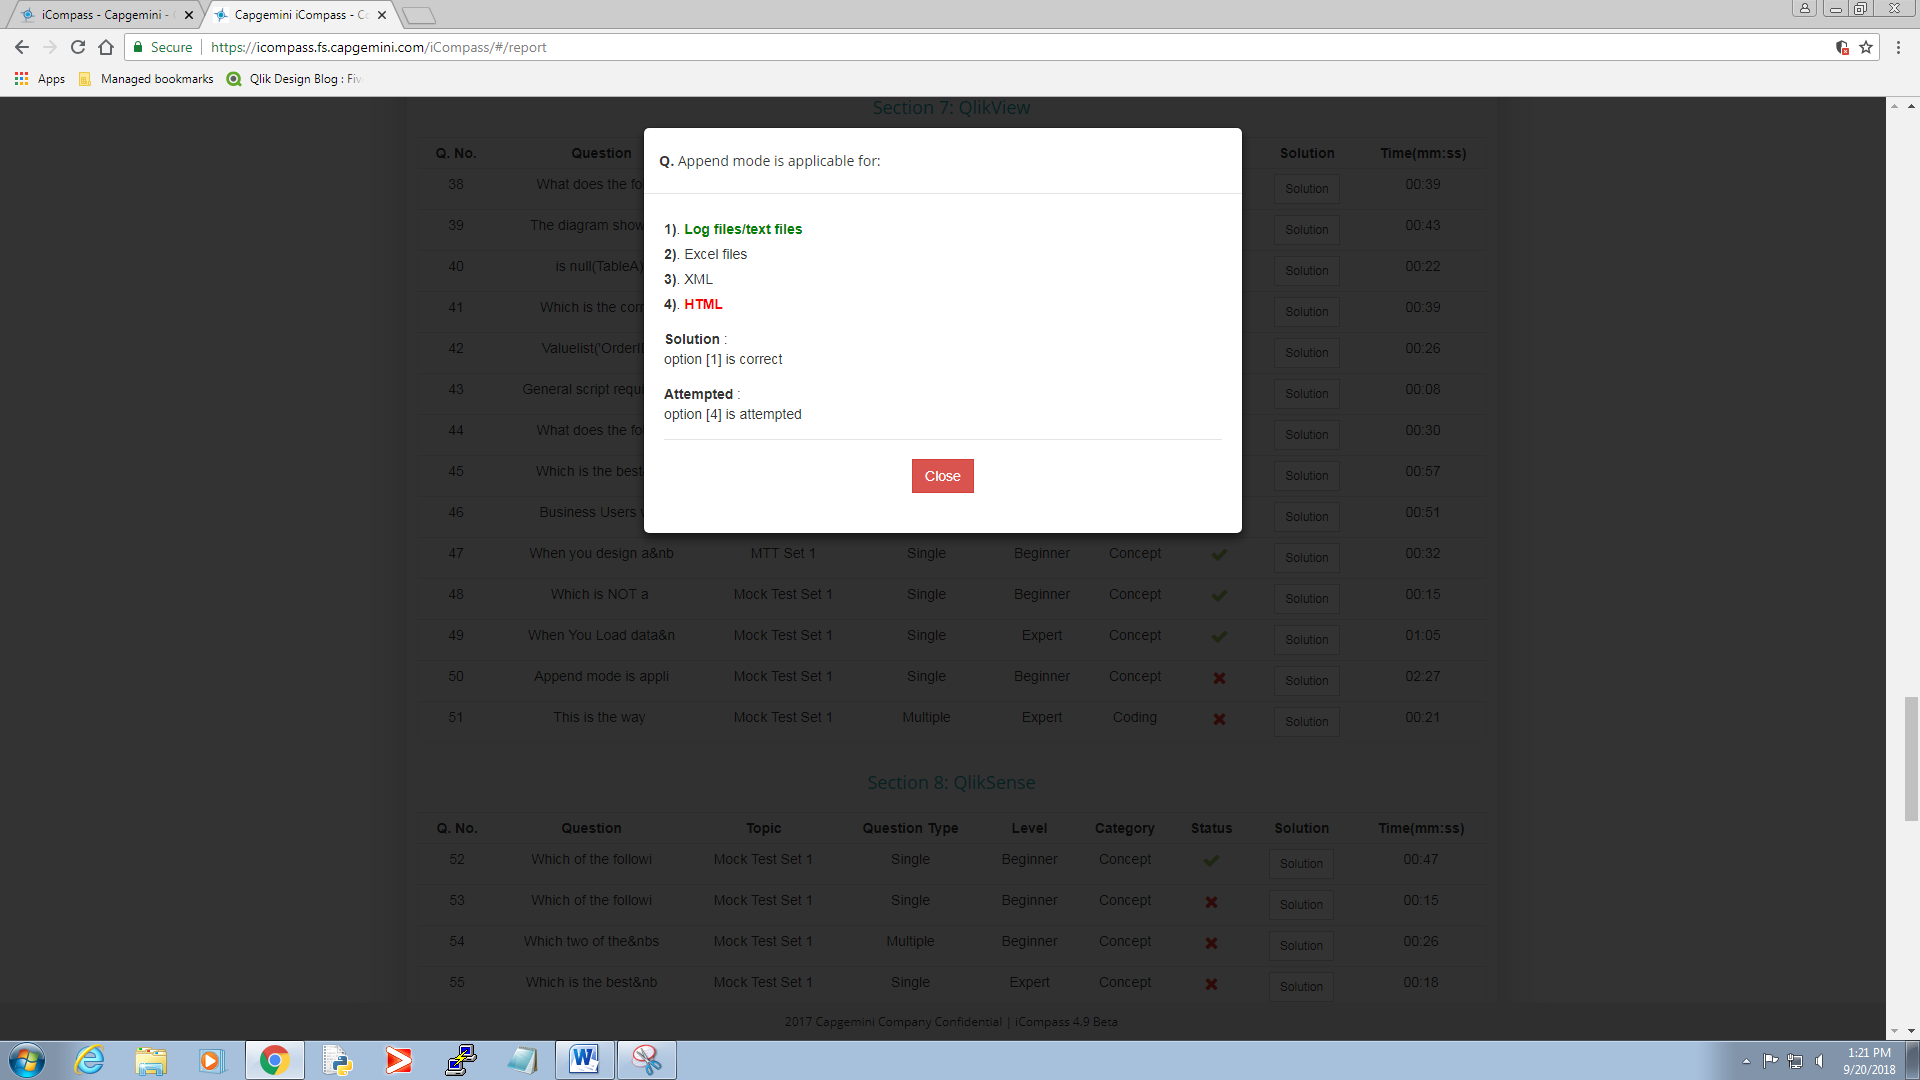 iCompass - Capgemini -
Capgemini iCompass - C
Secure https://icompass.fs.capgemini.com/iCompass/#/report
Apps Managed bookmarks Qlik Design Blog : Fiv
Section 7: QlikView
Q. No. Question Solution Time(mm:ss)
38 What does the fo Solution 00:39
39 The diagram show Solution 00:43
40 is null(TableA) Solution 00:22
41 Which is the corr Solution 00:39
42 Valuelist('OrderI Solution 00:26
43 General script requi Solution 00:08
44 What does the fo Solution 00:30
45 Which is the best Solution 00:57
46 Business Users Solution 00:51
Q. Append mode is applicable for:
1). Log files/text files
2). Excel files
3). XML
4). HTML
Solution :
option [1] is correct
Attempted :
option [4] is attempted
Close
47 When you design a&nb MTT Set 1 Single Beginner Concept Solution 00:32
48 Which is NOT a Mock Test Set 1 Single Beginner Concept Solution 00:15
49 When You Load data&n Mock Test Set 1 Single Expert Concept Solution 01:05
50 Append mode is appli Mock Test Set 1 Single Beginner Concept Solution 02:27
51 This is the way Mock Test Set 1 Multiple Expert Coding Solution 00:21
Section 8: QlikSense
Q. No. Question Topic Question Type Level Category Status Solution Time(mm:ss)
52 Which of the followi Mock Test Set 1 Single Beginner Concept Solution 00:47
53 Which of the followi Mock Test Set 1 Single Beginner Concept Solution 00:15
54 Which two of the&nbs Mock Test Set 1 Multiple Beginner Concept Solution 00:26
55 Which is the best&nb Mock Test Set 1 Single Expert Concept Solution 00:18
2017 Capgemini Company Confidential | iCompass 4.9 Beta
1:21 PM
9/20/2018